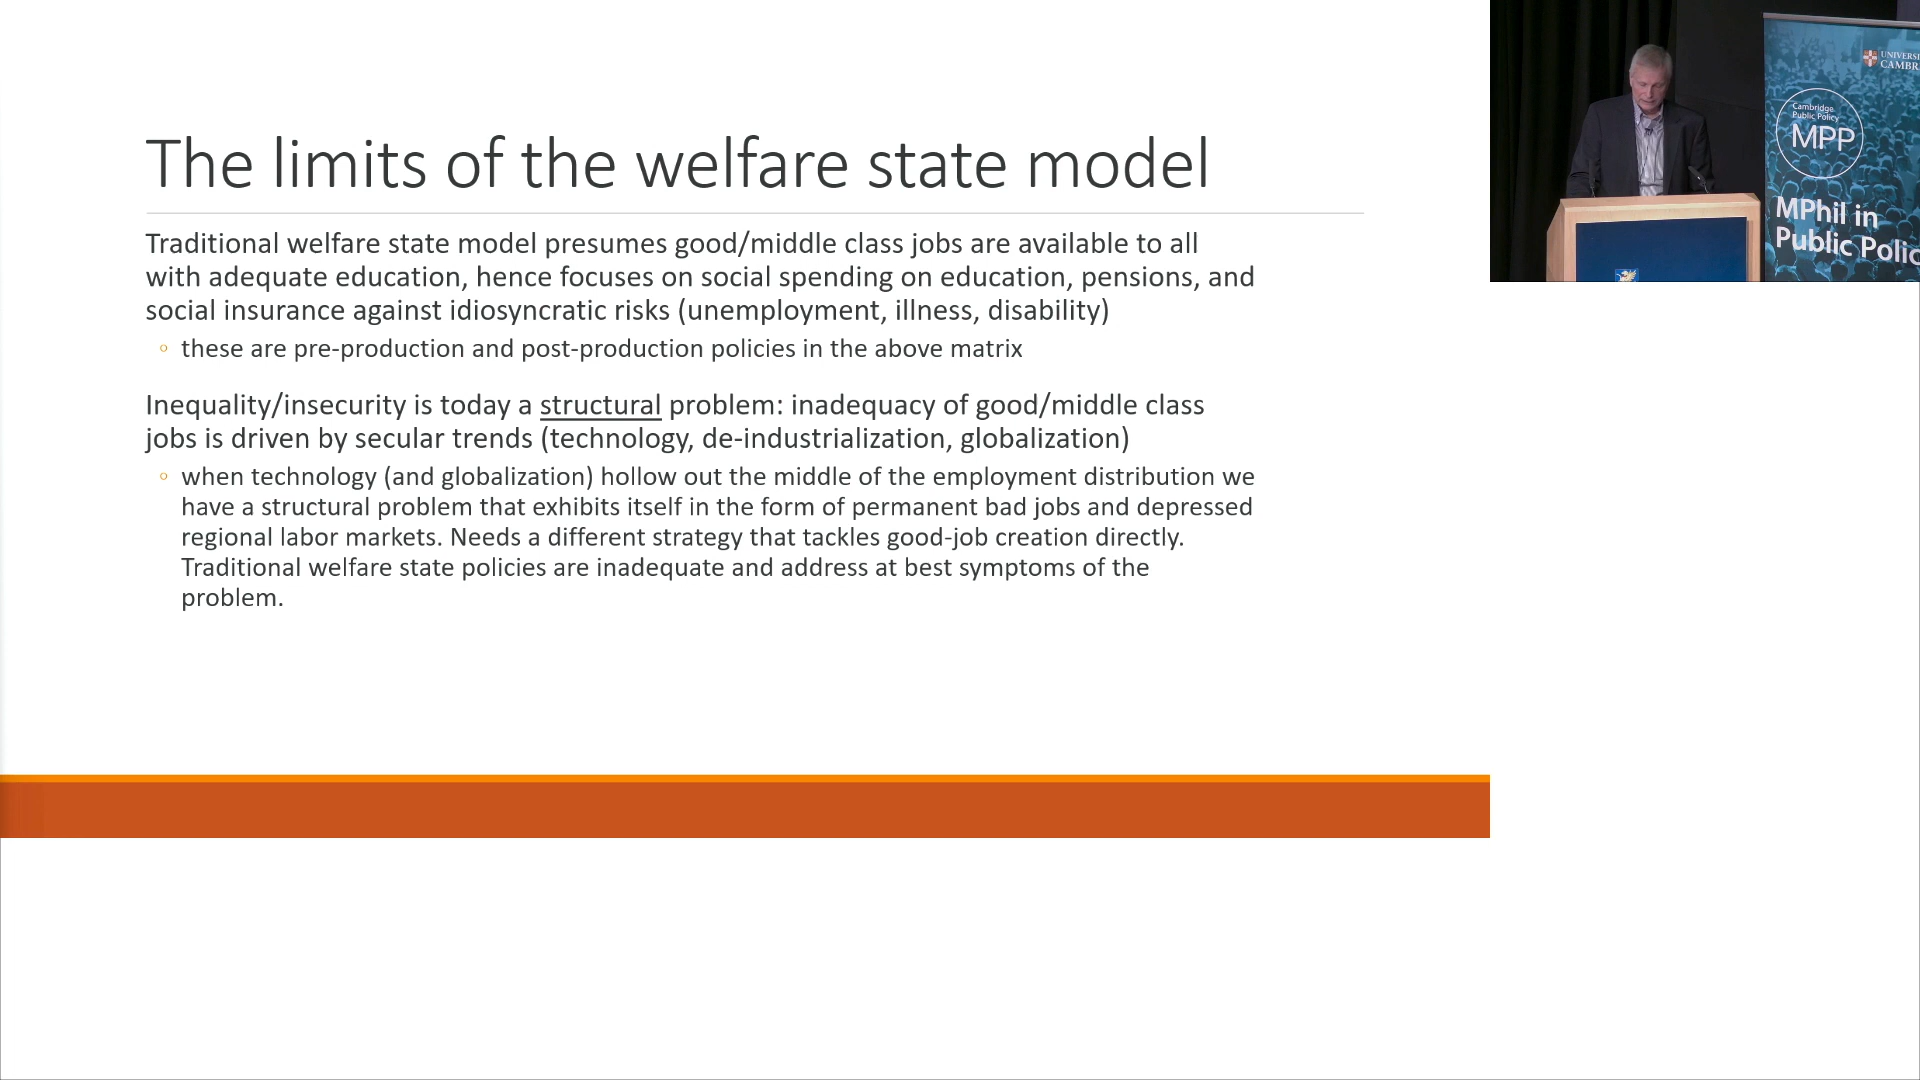 The limits of the welfare state model
Traditional welfare state model presumes good/middle class jobs are available to all
with adequate education, hence focuses on social spending on education, pensions, and
social insurance against idiosyncratic risks (unemployment, illness, disability)
◦ these are pre-production and post-production policies in the above matrix
Inequality/insecurity is today a structural problem: inadequacy of good/middle class
jobs is driven by secular trends (technology, de-industrialization, globalization)
◦ when technology (and globalization) hollow out the middle of the employment distribution we
have a structural problem that exhibits itself in the form of permanent bad jobs and depressed
regional labor markets. Needs a different strategy that tackles good-job creation directly.
Traditional welfare state policies are inadequate and address at best symptoms of the
problem.
UNIVERSI
CAMBR
Cambridge
Public Policy
MPP
MPhil in
Public Polic